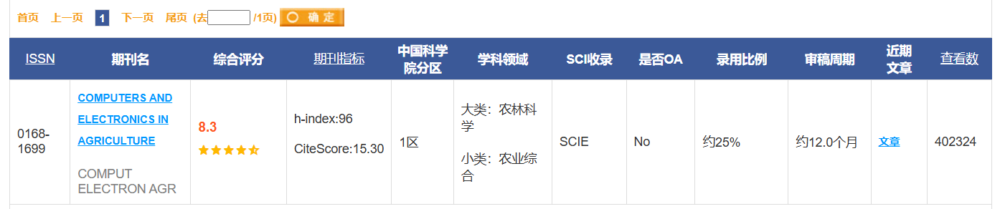 首页 上一页 1 下一页 尾页 (去 /1页) 确 定
ISSN 期刊名 综合评分 期刊指标 中国科学院分区 学科领域 SCI收录 是否OA 录用比例 审稿周期 近期文章 查看数
0168-
1699
COMPUTERS AND
ELECTRONICS IN
AGRICULTURE
COMPUT
ELECTRON AGR
8.3
h-index:96
CiteScore:15.30
1区
大类：农林科
学
小类：农业综
合
SCIE
No
约25%
约12.0个月
文章
402324